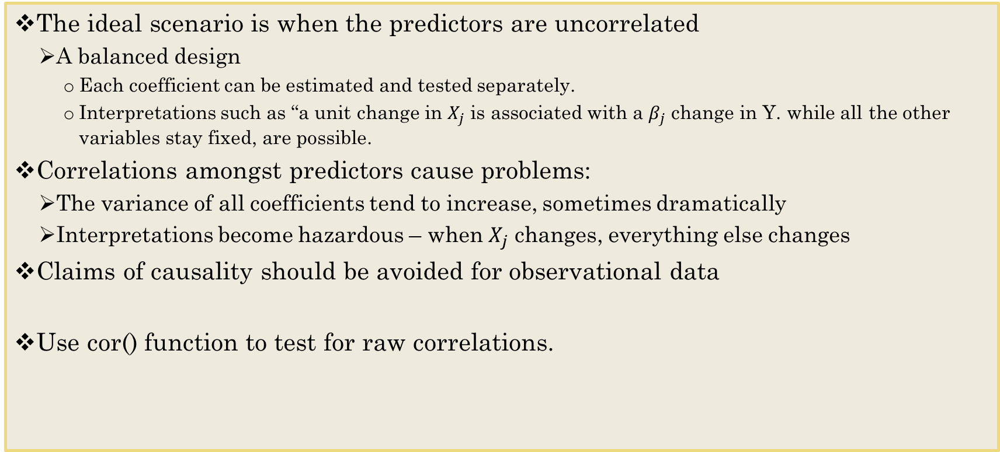 ❖The ideal scenario is when the predictors are uncorrelated
➢A balanced design
o Each coefficient can be estimated and tested separately.
o Interpretations such as “a unit change in Xⱼ is associated with a βⱼ change in Y. while all the other
variables stay fixed, are possible.
❖Correlations amongst predictors cause problems:
➢The variance of all coefficients tend to increase, sometimes dramatically
➢Interpretations become hazardous – when Xⱼ changes, everything else changes
❖Claims of causality should be avoided for observational data
❖Use cor() function to test for raw correlations.